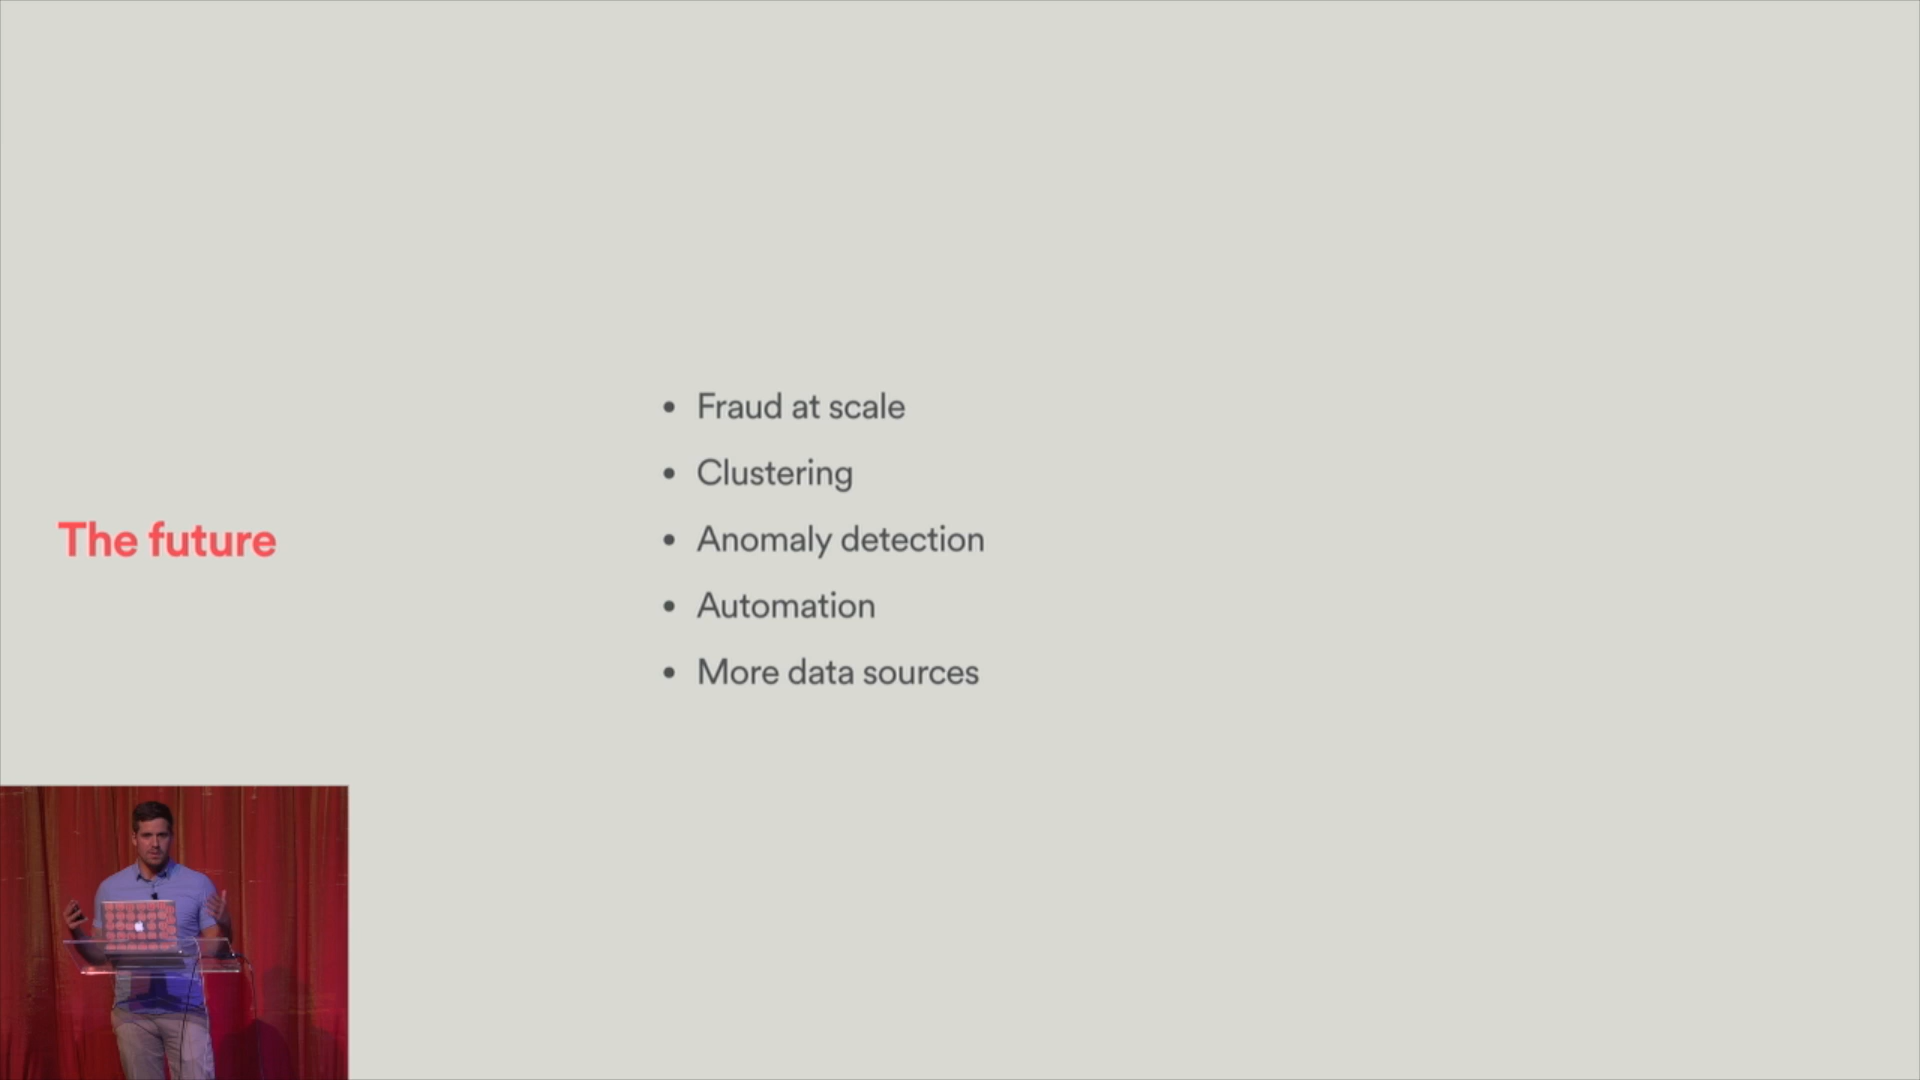 The future
• Fraud at scale
• Clustering
• Anomaly detection
• Automation
• More data sources